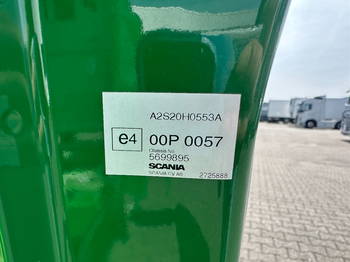 A2S20H0553A
e4 00P 0057
Chassis No
5699895
SCANIA
SCANIA CV AB 2725888